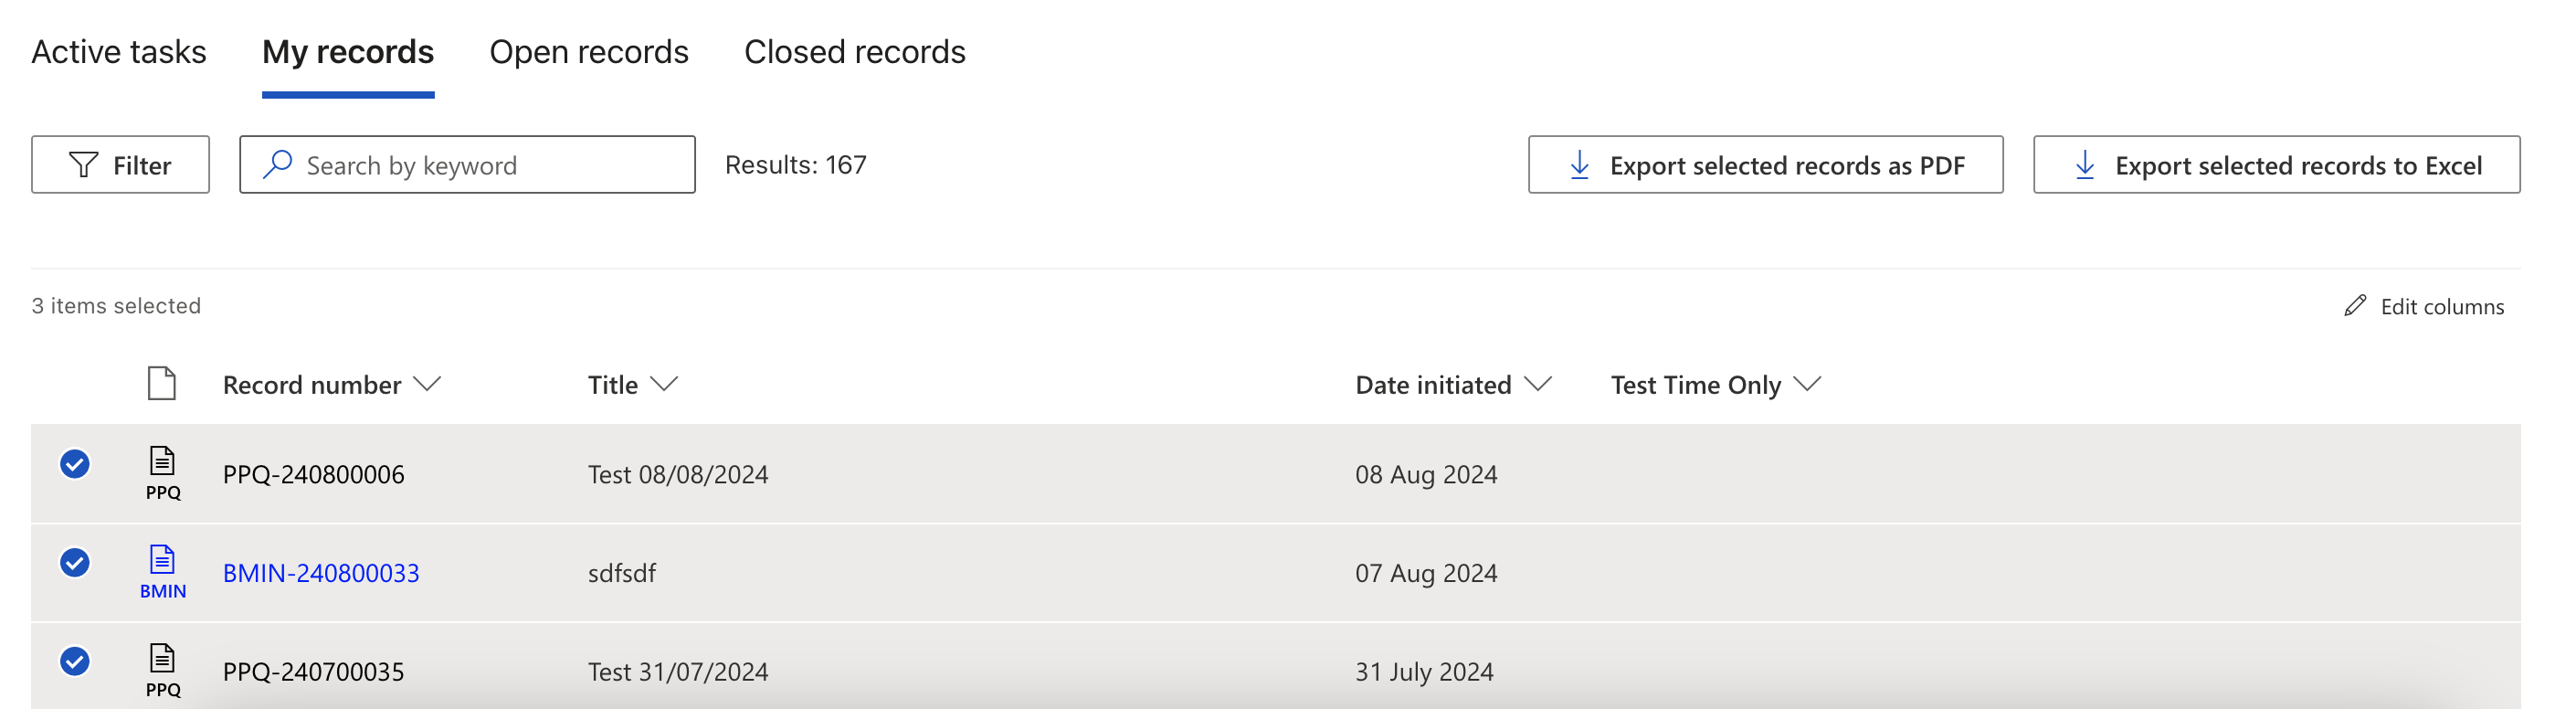 Active tasks My records Open records Closed records
Filter Search by keyword Results: 167 Export selected records as PDF Export selected records to Excel
3 items selected Edit columns
Record number Title Date initiated Test Time Only
PPQ PPQ-240800006 Test 08/08/2024 08 Aug 2024
BMIN BMIN-240800033 sdfsdf 07 Aug 2024
PPQ PPQ-240700035 Test 31/07/2024 31 July 2024